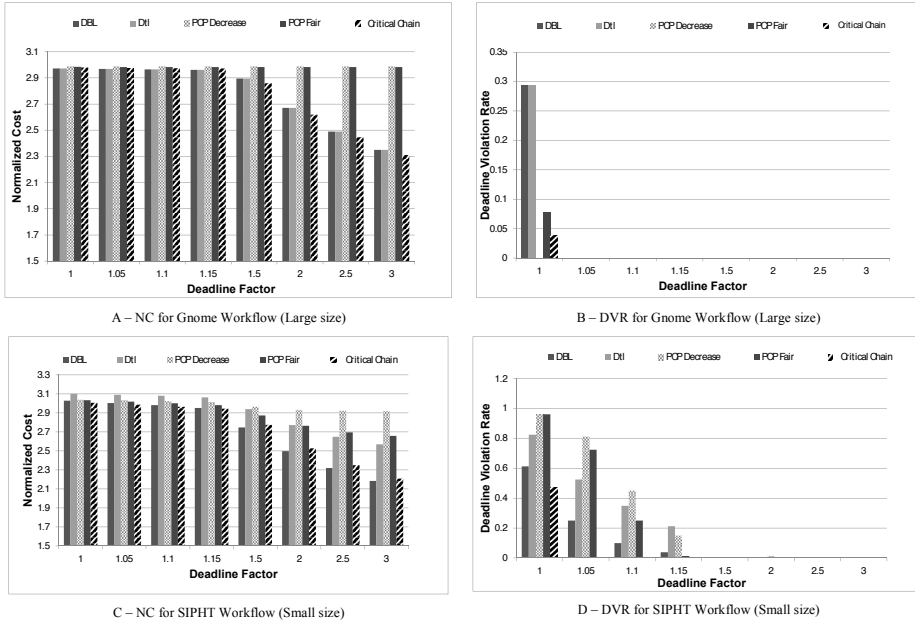 DBL Dtl PCP Decrease PCP Fair Critical Chain
3.1
2.9
2.7
2.5
2.3
2.1
1.9
1.7
1.5
Normalized Cost
1 1.05 1.1 1.15 1.5 2 2.5 3
Deadline Factor
A – NC for Gnome Workflow (Large size)
DBL Dtl PCP Decrease PCP Fair Critical Chain
0.35
0.3
0.25
0.2
0.15
0.1
0.05
0
Deadline Violation Rate
1 1.05 1.1 1.15 1.5 2 2.5 3
Deadline Factor
B – DVR for Gnome Workflow (Large size)
DBL Dtl PCP Decrease PCP Fair Critical Chain
3.3
3.1
2.9
2.7
2.5
2.3
2.1
1.9
1.7
1.5
Normalized Cost
1 1.05 1.1 1.15 1.5 2 2.5 3
Deadline Factor
C – NC for SIPHT Workflow (Small size)
DBL Dtl PCP Decrease PCP Fair Critical Chain
1.2
1
0.8
0.6
0.4
0.2
0
Deadline Violation Rate
1 1.05 1.1 1.15 1.5 2 2.5 3
Deadline Factor
D – DVR for SIPHT Workflow (Small size)